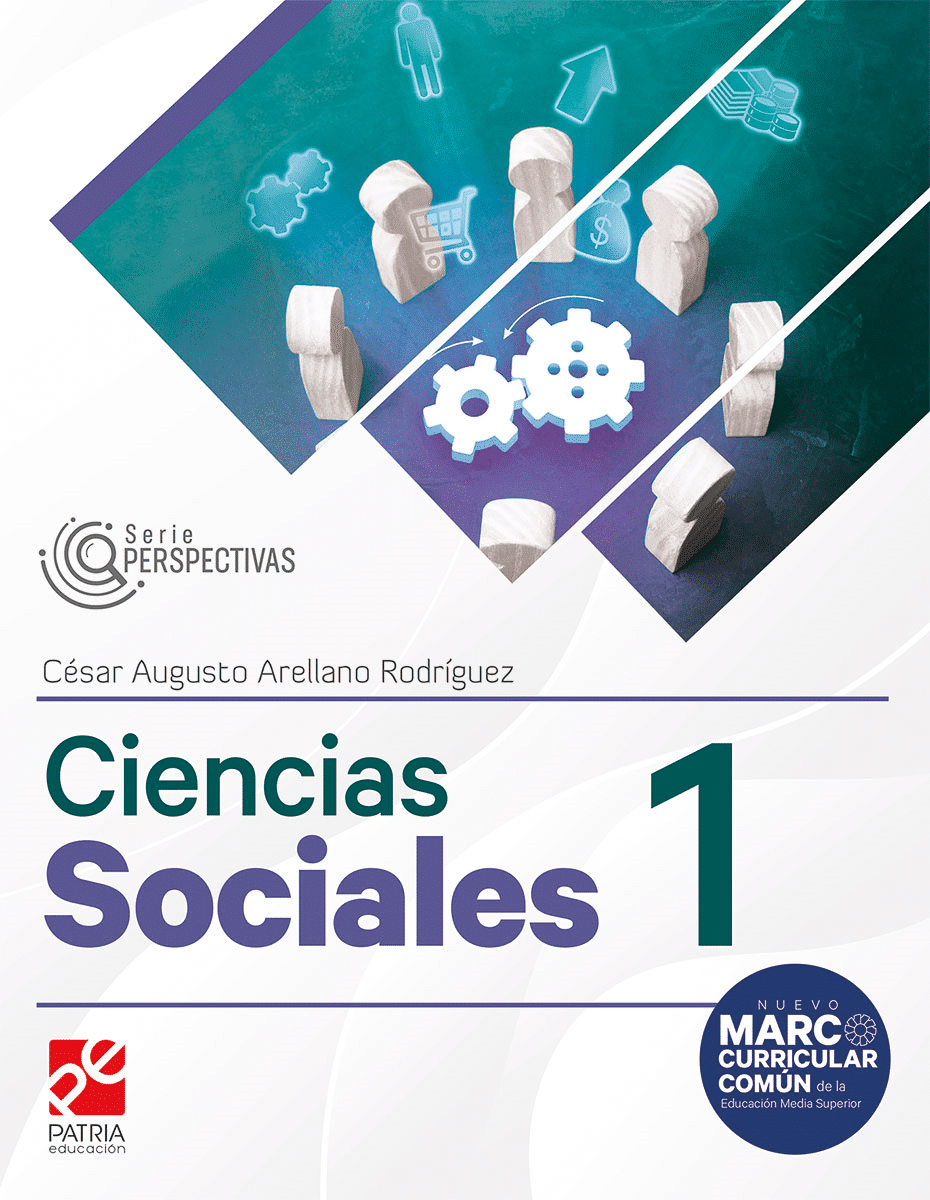 $
Serie
PERSPECTIVAS
César Augusto Arellano Rodríguez
Ciencias
Sociales
1
NUEVO
MARCO
CURRICULAR
COMÚN de la
Educación Media Superior
pe
PATRIA
educación